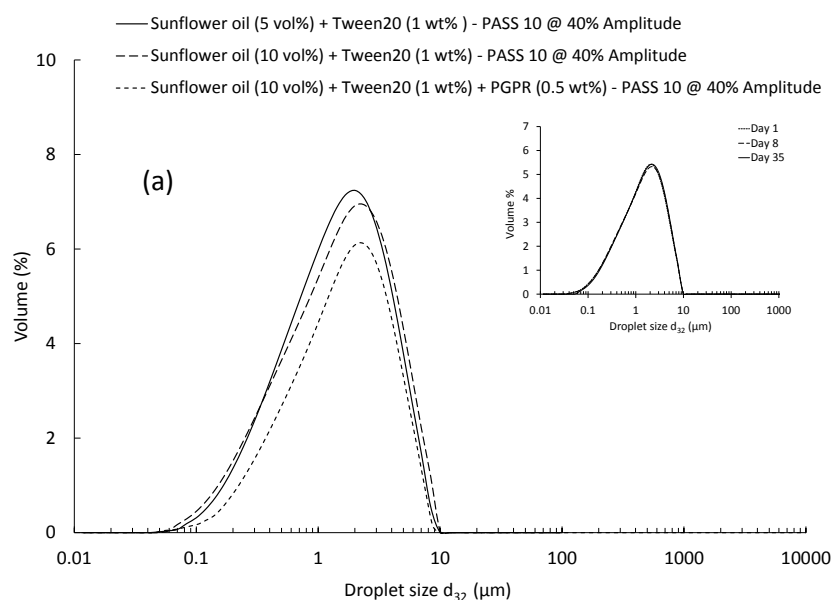 Sunflower oil (5 vol%) + Tween20 (1 wt% ) - PASS 10 @ 40% Amplitude
Sunflower oil (10 vol%) + Tween20 (1 wt%) - PASS 10 @ 40% Amplitude
Sunflower oil (10 vol%) + Tween20 (1 wt%) + PGPR (0.5 wt%) - PASS 10 @ 40% Amplitude
(a)
Volume (%)
10
8
6
4
2
0
0.01 0.1 1 10 100 1000 10000
Droplet size d32 (µm)
Day 1
Day 8
Day 35
Volume %
7
6
5
4
3
2
1
0
0.01 0.1 1 10 100 1000
Droplet size d32 (µm)